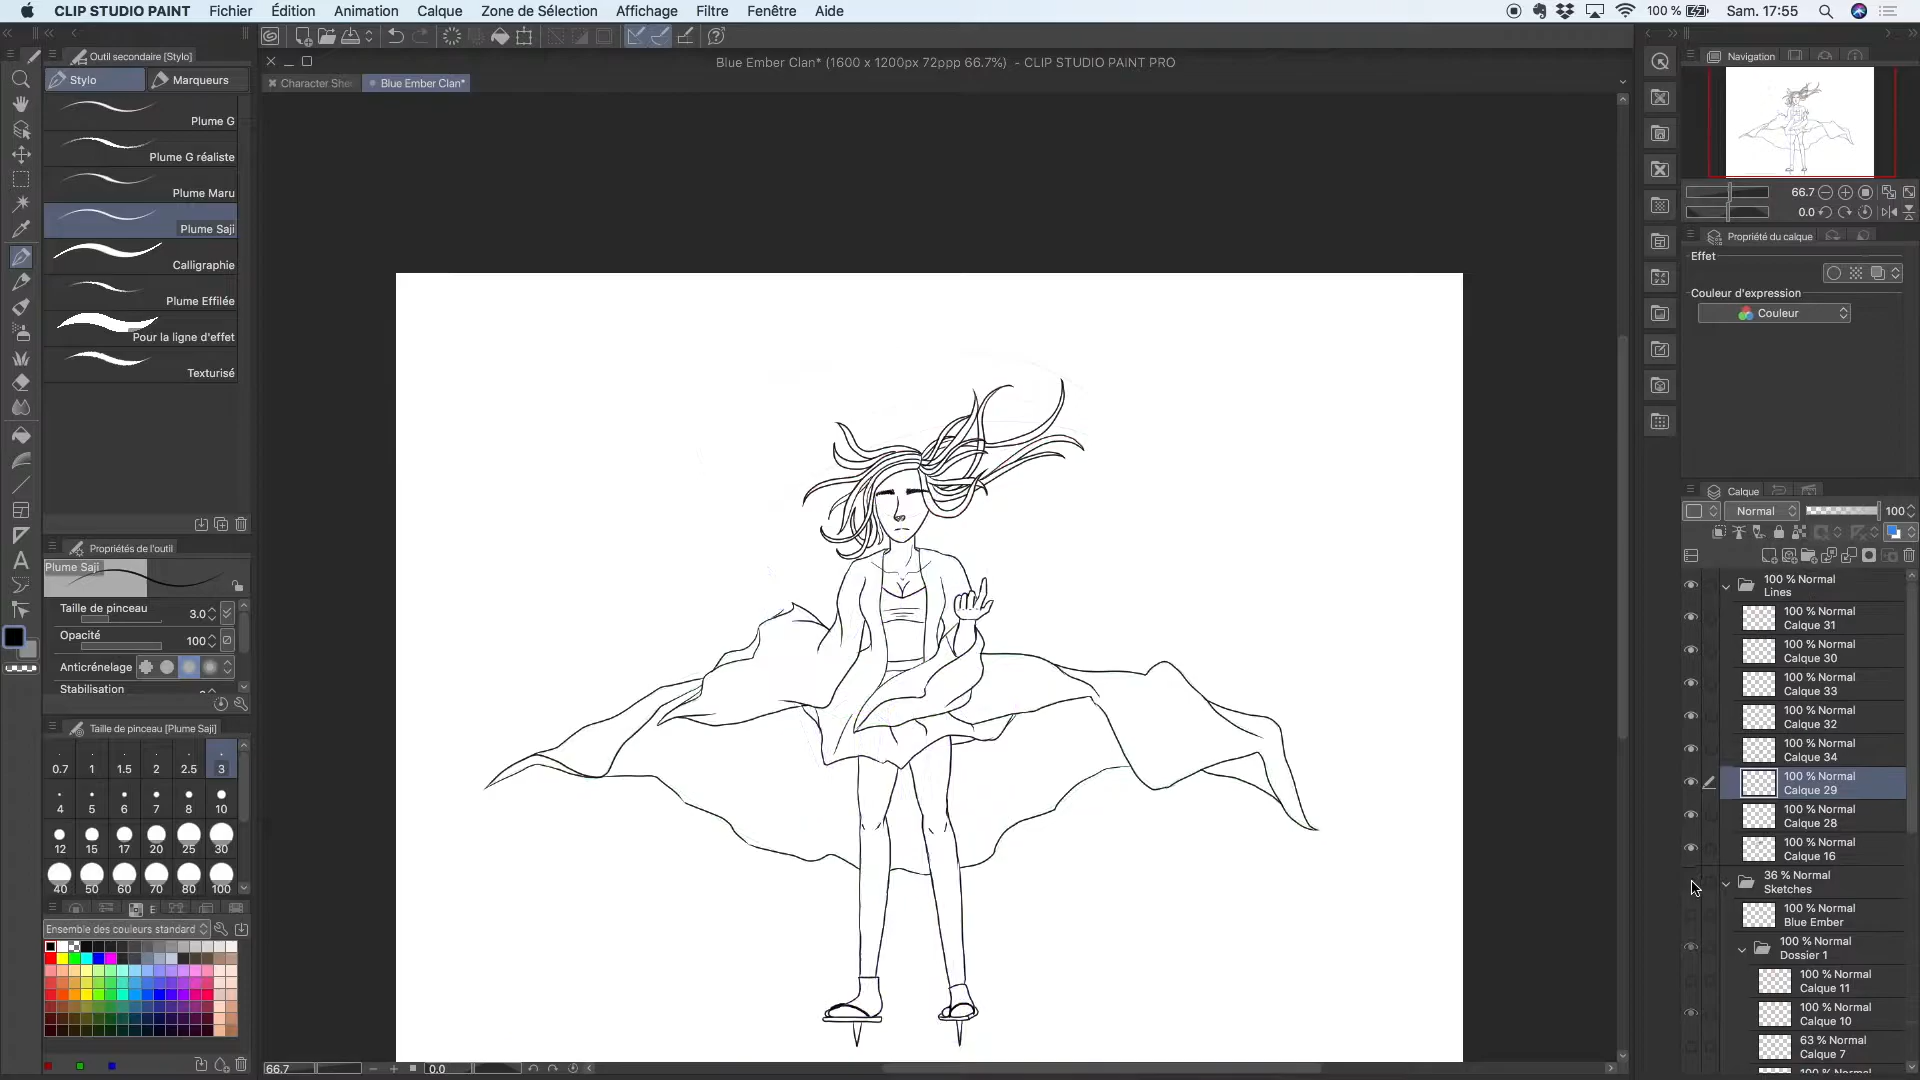 CLIP STUDIO PAINT Fichier Édition Animation Calque Zone de Sélection Affichage Filtre Fenêtre Aide 100 % Sam. 17:55
Outil secondaire [Stylo]
Stylo Marqueurs
Plume G
Plume G réaliste
Plume Maru
Plume Saji
Calligraphie
Plume Effilée
Pour la ligne d'effet
Texturisé
Propriétés de l'outil
Plume Saji
Taille de pinceau 3.0
Opacité 100
Anticrénelage
Stabilisation
Taille de pinceau [Plume Saji]
0.7 1 1.5 2 2.5 3
4 5 6 7 8 10
12 15 17 20 25 30
40 50 60 70 80 100
E
Ensemble des couleurs standard
Blue Ember Clan* (1600 x 1200px 72ppp 66.7%) - CLIP STUDIO PAINT PRO
Character She Blue Ember Clan*
66.7 0.0
Navigation
66.7
0.0
Propriété du calque
Effet
Couleur d'expression
Couleur
Calque
Normal 100
100 % Normal
Lines
100 % Normal
Calque 31
100 % Normal
Calque 30
100 % Normal
Calque 33
100 % Normal
Calque 32
100 % Normal
Calque 34
100 % Normal
Calque 29
100 % Normal
Calque 28
100 % Normal
Calque 16
36 % Normal
Sketches
100 % Normal
Blue Ember
100 % Normal
Dossier 1
100 % Normal
Calque 11
100 % Normal
Calque 10
63 % Normal
Calque 7